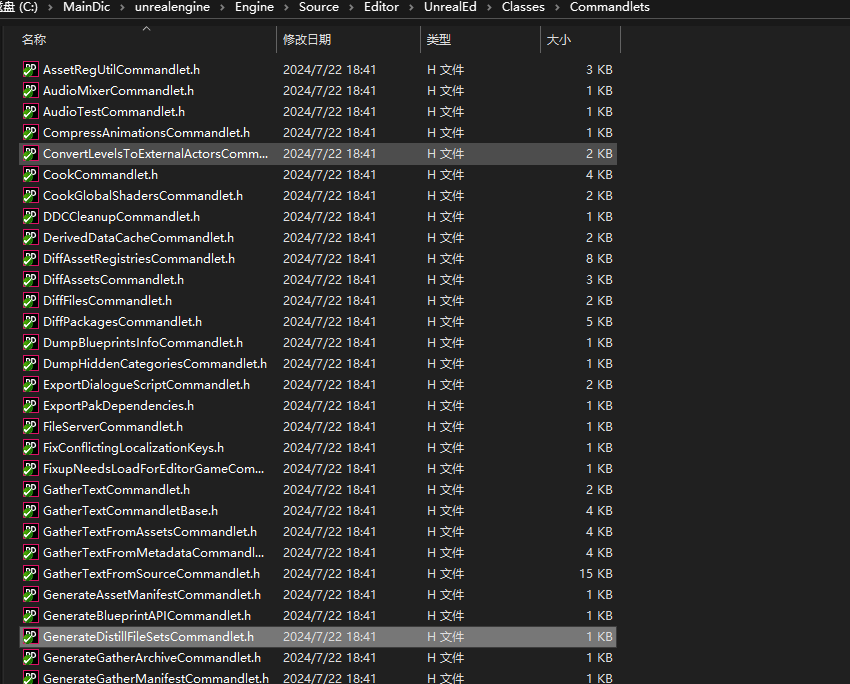 磁盘 (C:) > MainDic > unrealengine > Engine > Source > Editor > UnrealEd > Classes > Commandlets
名称 修改日期 类型 大小
AssetRegUtilCommandlet.h 2024/7/22 18:41 H 文件 3 KB
AudioMixerCommandlet.h 2024/7/22 18:41 H 文件 1 KB
AudioTestCommandlet.h 2024/7/22 18:41 H 文件 1 KB
CompressAnimationsCommandlet.h 2024/7/22 18:41 H 文件 1 KB
ConvertLevelsToExternalActorsComm... 2024/7/22 18:41 H 文件 2 KB
CookCommandlet.h 2024/7/22 18:41 H 文件 4 KB
CookGlobalShadersCommandlet.h 2024/7/22 18:41 H 文件 2 KB
DDCCleanupCommandlet.h 2024/7/22 18:41 H 文件 1 KB
DerivedDataCacheCommandlet.h 2024/7/22 18:41 H 文件 2 KB
DiffAssetRegistriesCommandlet.h 2024/7/22 18:41 H 文件 8 KB
DiffAssetsCommandlet.h 2024/7/22 18:41 H 文件 3 KB
DiffFilesCommandlet.h 2024/7/22 18:41 H 文件 2 KB
DiffPackagesCommandlet.h 2024/7/22 18:41 H 文件 5 KB
DumpBlueprintsInfoCommandlet.h 2024/7/22 18:41 H 文件 1 KB
DumpHiddenCategoriesCommandlet.h 2024/7/22 18:41 H 文件 1 KB
ExportDialogueScriptCommandlet.h 2024/7/22 18:41 H 文件 2 KB
ExportPakDependencies.h 2024/7/22 18:41 H 文件 1 KB
FileServerCommandlet.h 2024/7/22 18:41 H 文件 1 KB
FixConflictingLocalizationKeys.h 2024/7/22 18:41 H 文件 1 KB
FixupNeedsLoadForEditorGameCom... 2024/7/22 18:41 H 文件 1 KB
GatherTextCommandlet.h 2024/7/22 18:41 H 文件 2 KB
GatherTextCommandletBase.h 2024/7/22 18:41 H 文件 4 KB
GatherTextFromAssetsCommandlet.h 2024/7/22 18:41 H 文件 4 KB
GatherTextFromMetadataCommandl... 2024/7/22 18:41 H 文件 4 KB
GatherTextFromSourceCommandlet.h 2024/7/22 18:41 H 文件 15 KB
GenerateAssetManifestCommandlet.h 2024/7/22 18:41 H 文件 1 KB
GenerateBlueprintAPICommandlet.h 2024/7/22 18:41 H 文件 1 KB
GenerateDistillFileSetsCommandlet.h 2024/7/22 18:41 H 文件 1 KB
GenerateGatherArchiveCommandlet.h 2024/7/22 18:41 H 文件 1 KB
GenerateGatherManifestCommandlet.h 2024/7/22 18:41 H 文件 1 KB